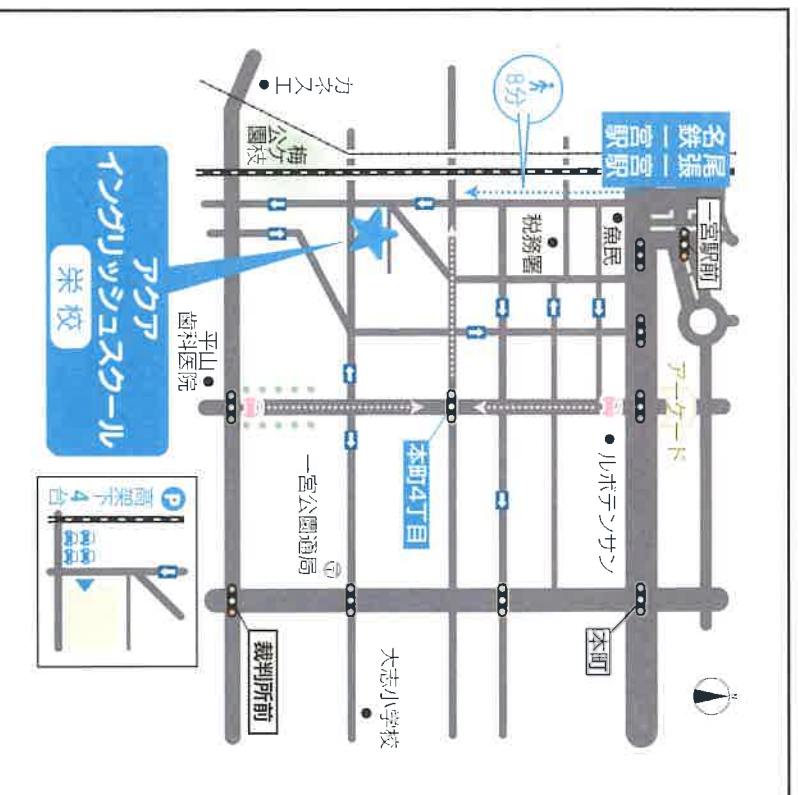 尾張一宮駅
名鉄一宮駅
一宮駅前
8分
魚民
税務署
アーケード
ルボテンサン
本町
本町4丁目
カネスエ
梅ケ枝
公園
アクア
イングリッシュスクール
栄校
平山
歯科医院
一宮公園通局
〒
大志小学校
裁判所前
P 高架下4台
N